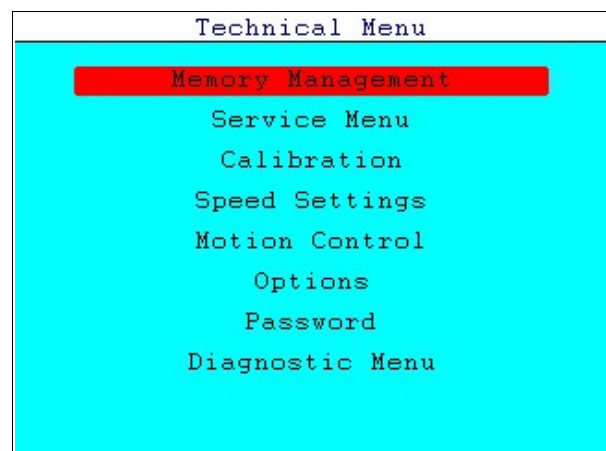 Technical Menu
Memory Management
Service Menu
Calibration
Speed Settings
Motion Control
Options
Password
Diagnostic Menu